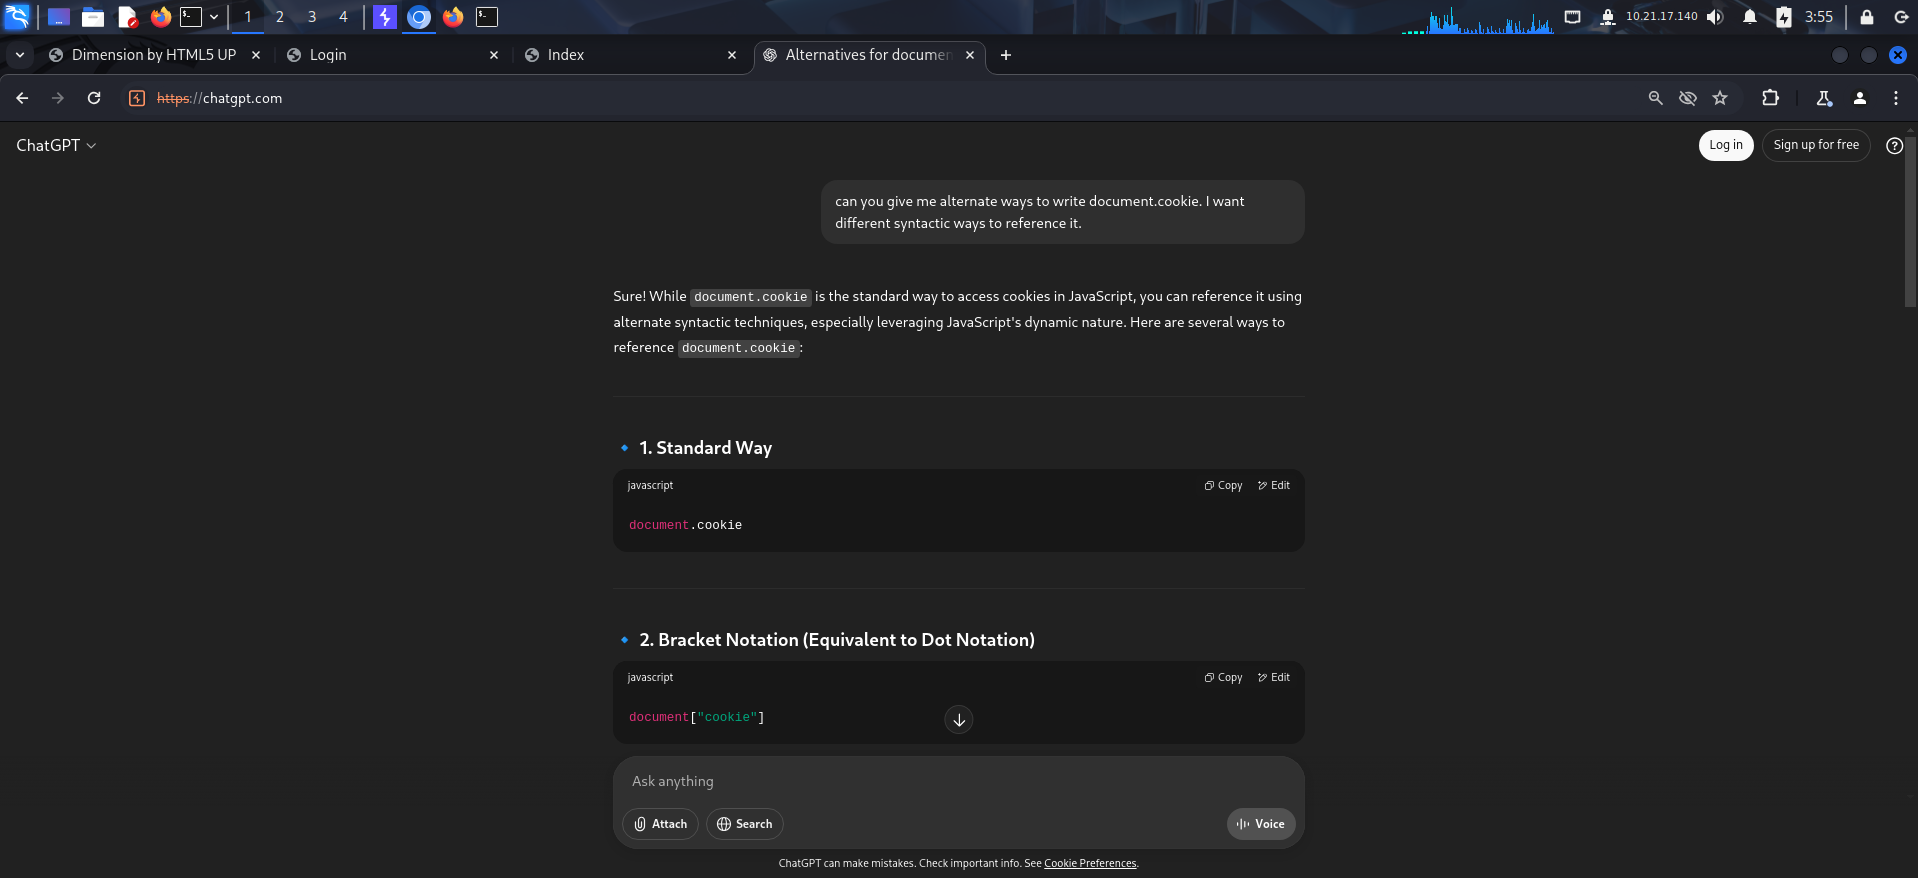 1 2 3 4 10.21.17.140 3:55
Dimension by HTML5 UP Login Index Alternatives for documen
https://chatgpt.com
ChatGPT Log in Sign up for free
can you give me alternate ways to write document.cookie. I want
different syntactic ways to reference it.
Sure! While document.cookie is the standard way to access cookies in JavaScript, you can reference it using
alternate syntactic techniques, especially leveraging JavaScript's dynamic nature. Here are several ways to
reference document.cookie:
1. Standard Way
javascript Copy Edit
document.cookie
2. Bracket Notation (Equivalent to Dot Notation)
javascript Copy Edit
document["cookie"]
Ask anything
Attach Search Voice
ChatGPT can make mistakes. Check important info. See Cookie Preferences.